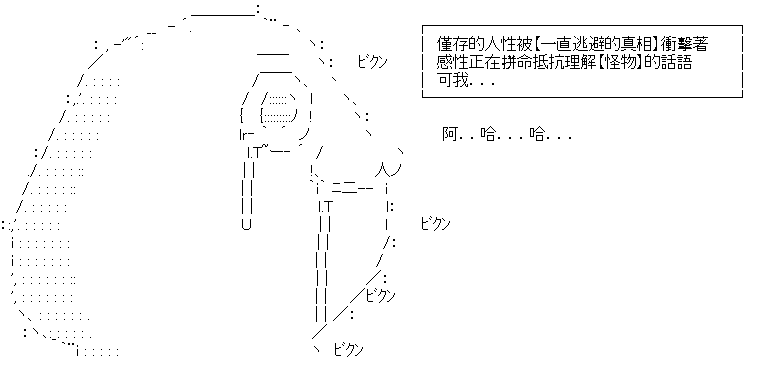 ビクン
僅存的人性被【一直逃避的真相】衝擊著
感性正在拼命抵抗理解【怪物】的話語
可我...
阿..哈...哈...
ビクン
ビクン
ビクン